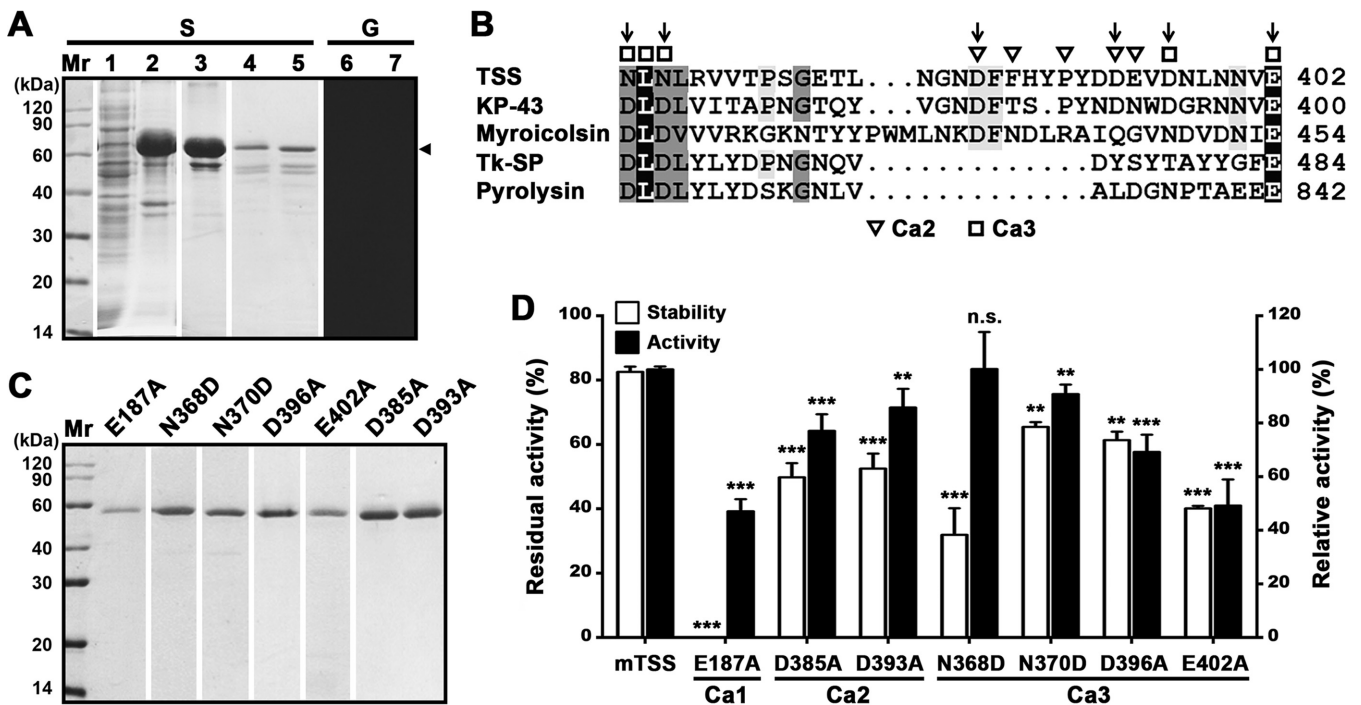 A
S G
Mr 1 2 3 4 5 6 7
(kDa)
120
90
60
40
30
20
14
B
TSS NLNLRVVTPSGETL...NGNDFFHYPYDDEVDNLNNVE 402
KP-43 DLDLVITAPNGTQY...VGNDFTS.PYNDNWDGRNNVE 400
Myroicolsin DLDVVVRKGKNTYYPWMLNKDFNDLRAIQGVNDVDNIE 454
Tk-SP DLDLYLYDPNGNQV.............DYSYTAYYGFE 484
Pyrolysin DLDLYLYDSKGNLV.............ALDGNPTAEEE 842
Ca2 Ca3
C
Mr E187A N368D N370D D396A E402A D385A D393A
(kDa)
120
90
60
40
30
20
14
D
Stability
Activity
Residual activity (%)
100
80
60
40
20
0
Relative activity (%)
120
100
80
60
40
20
0
*** *** *** *** *** ** *** n.s. ** ** ** *** *** ***
mTSS E187A D385A D393A N368D N370D D396A E402A
Ca1 Ca2 Ca3